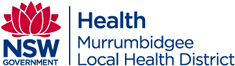 NSW
GOVERNMENT
Health
Murrumbidgee
Local Health District